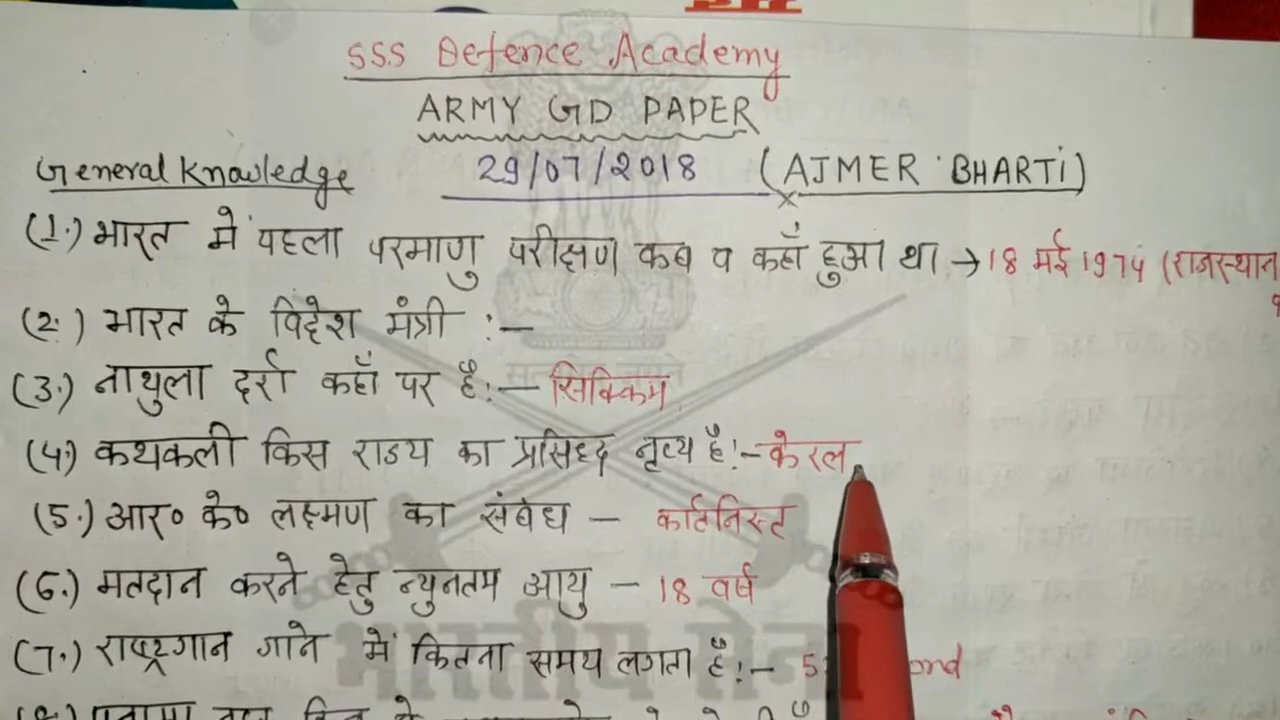 SSS Defence Academy
ARMY GD PAPER
General Knowledge 29/07/2018 (AJMER BHARTI)
(1.) भारत में पहला परमाणु परीक्षण कब व कहाँ हुआ था → 18 मई 1974 (राजस्थान
(2.) भारत के विदेश मंत्री :-
(3.) नाथुला दर्रा कहाँ पर है:- सिक्किम
(4.) कथकली किस राज्य का प्रसिध्द नृत्य है:- केरल
(5.) आर० के० लक्ष्मण का संबंध - कार्टिनिस्ट
(6.) मतदान करने हेतु न्युनतम आयु - 18 वर्ष
(7.) राष्ट्रगान गाने में कितना समय लगता है:- 5
भारतीय सेना